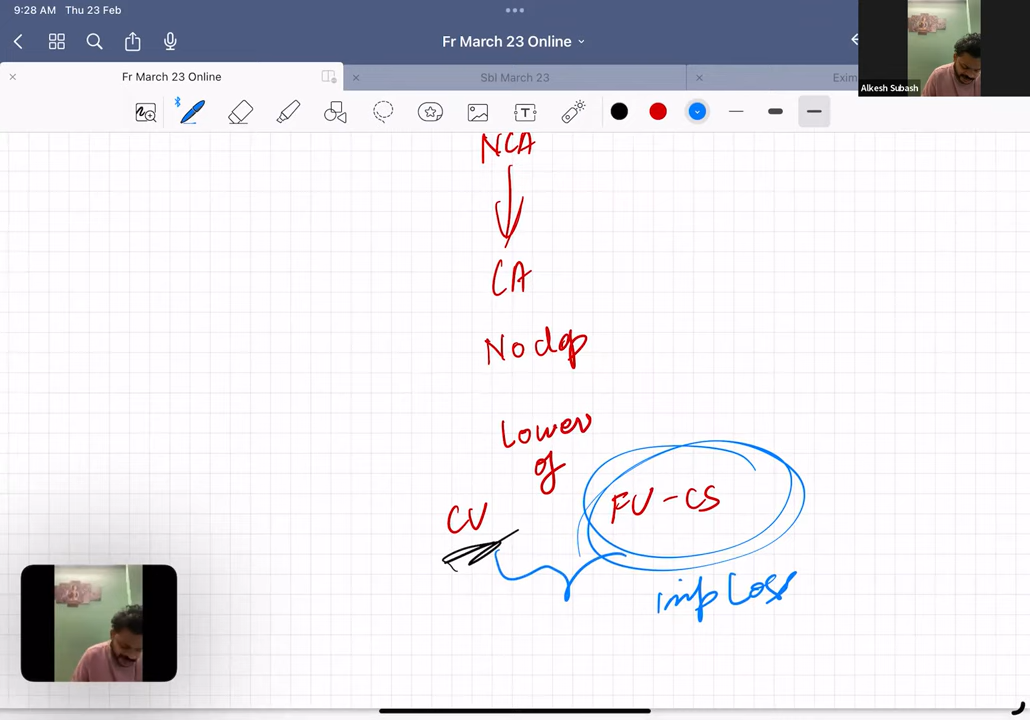 9:28 AM Thu 23 Feb
Fr March 23 Online
Alkesh Subash
Fr March 23 Online
Sbl March 23
Exim
NCA
CA
No dep
Lower
of
CV
FV-CS
imp Loss